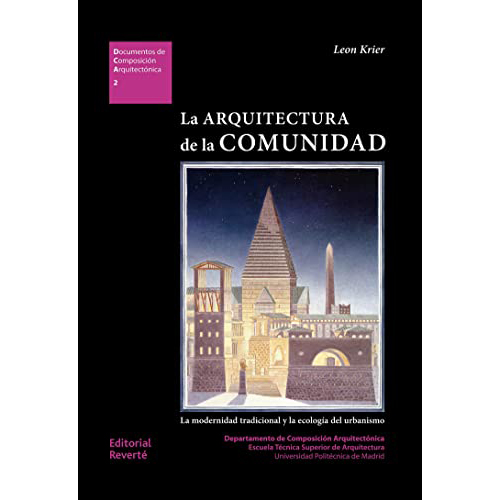 Documentos de
Composición
Arquitectónica
2
Leon Krier
La ARQUITECTURA
de la COMUNIDAD
La modernidad tradicional y la ecología del urbanismo
Departamento de Composición Arquitectónica
Escuela Técnica Superior de Arquitectura
Universidad Politécnica de Madrid
Editorial
Reverté